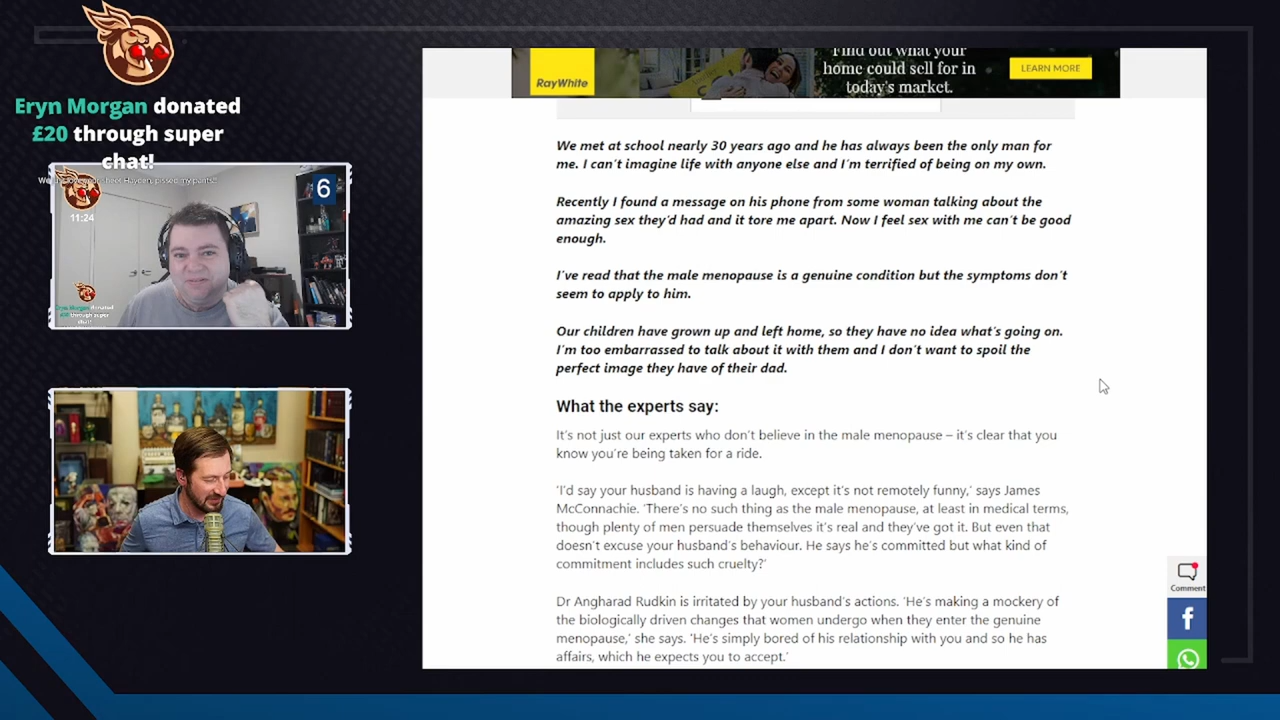 Eryn Morgan donated
£20 through super
chat!
6
11:24
Eryn Morgan donated
£20 through super
chat!
RayWhite
Find out what your
home could sell for in
today's market.
LEARN MORE
We met at school nearly 30 years ago and he has always been the only man for
me. I can't imagine life with anyone else and I'm terrified of being on my own.
Recently I found a message on his phone from some woman talking about the
amazing sex they'd had and it tore me apart. Now I feel sex with me can't be good
enough.
I've read that the male menopause is a genuine condition but the symptoms don't
seem to apply to him.
Our children have grown up and left home, so they have no idea what's going on.
I'm too embarrassed to talk about it with them and I don't want to spoil the
perfect image they have of their dad.
What the experts say:
It's not just our experts who don't believe in the male menopause – it's clear that you
know you're being taken for a ride.
'I'd say your husband is having a laugh, except it's not remotely funny,' says James
McConnachie. 'There's no such thing as the male menopause, at least in medical terms,
though plenty of men persuade themselves it's real and they've got it. But even that
doesn't excuse your husband's behaviour. He says he's committed but what kind of
commitment includes such cruelty?'
Dr Angharad Rudkin is irritated by your husband's actions. 'He's making a mockery of
the biologically driven changes that women undergo when they enter the genuine
menopause,' she says. 'He's simply bored of his relationship with you and so he has
affairs, which he expects you to accept.'
Comment